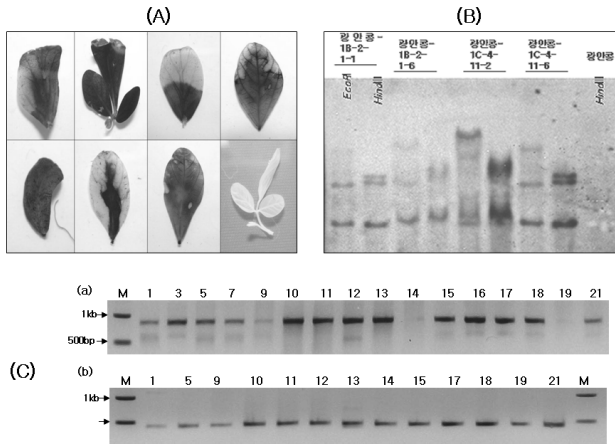 (A)
(B)
광안콩-
1B-2-
1-1
광안콩-
1B-2-
1-6
광안콩-
1C-4-
11-2
광안콩-
1C-4-
11-6
광안콩
EcoRI
HindIII
HindIII
(C)
(a)
M 1 3 5 7 9 10 11 12 13 14 15 16 17 18 19 21
1kb
500bp
(b)
M 1 5 9 10 11 12 13 14 15 17 18 19 21 M
1kb